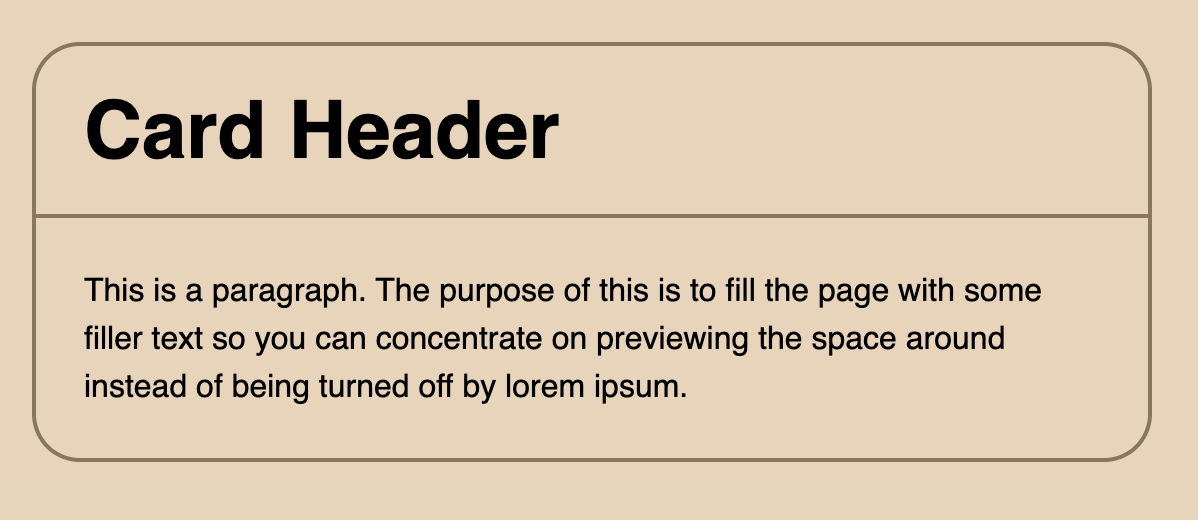 Card Header
This is a paragraph. The purpose of this is to fill the page with some
filler text so you can concentrate on previewing the space around
instead of being turned off by lorem ipsum.